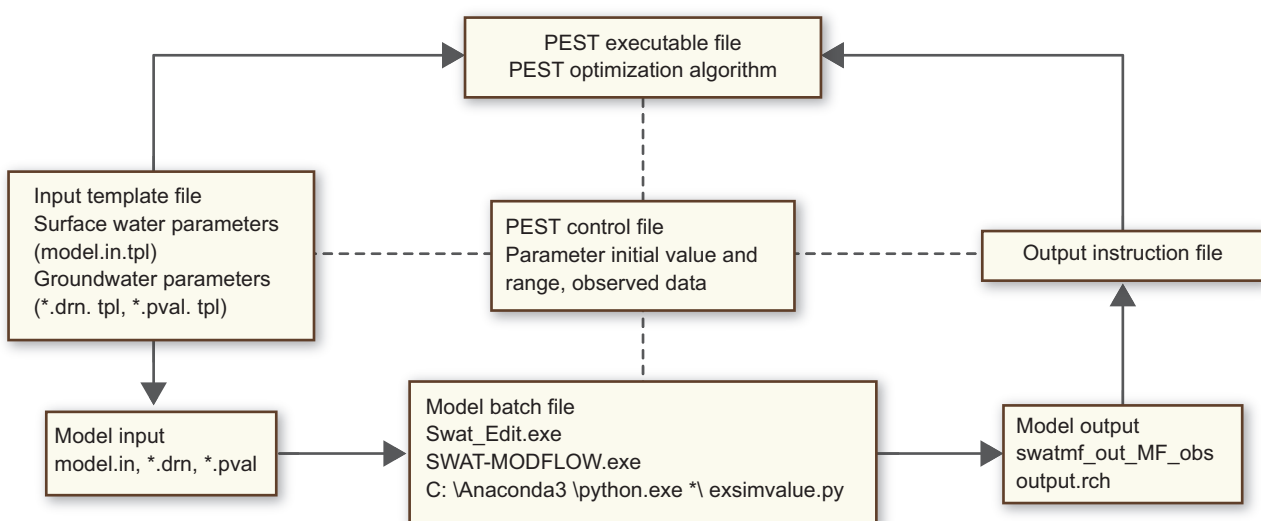 PEST executable file
PEST optimization algorithm
Input template file
Surface water parameters
(model.in.tpl)
Groundwater parameters
(*.drn. tpl, *.pval. tpl)
PEST control file
Parameter initial value and
range, observed data
Output instruction file
Model input
model.in, *.drn, *.pval
Model batch file
Swat_Edit.exe
SWAT-MODFLOW.exe
C: \Anaconda3 \python.exe *\ exsimvalue.py
Model output
swatmf_out_MF_obs
output.rch